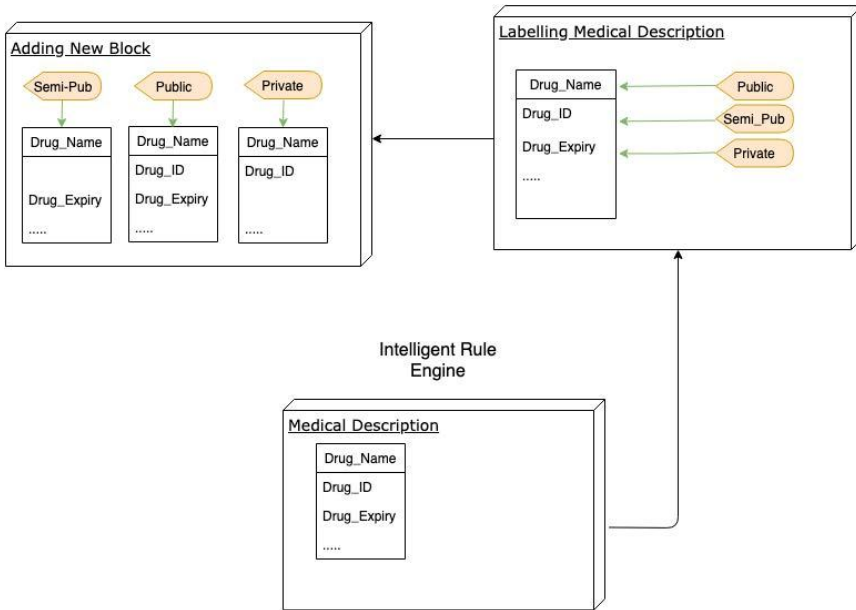 Adding New Block
Semi-Pub
Public
Private
Drug_Name
Drug_Expiry
.....
Drug_Name
Drug_ID
Drug_Expiry
.....
Drug_Name
Drug_ID
.....
Labelling Medical Description
Drug_Name
Drug_ID
Drug_Expiry
.....
Public
Semi_Pub
Private
Intelligent Rule
Engine
Medical Description
Drug_Name
Drug_ID
Drug_Expiry
.....